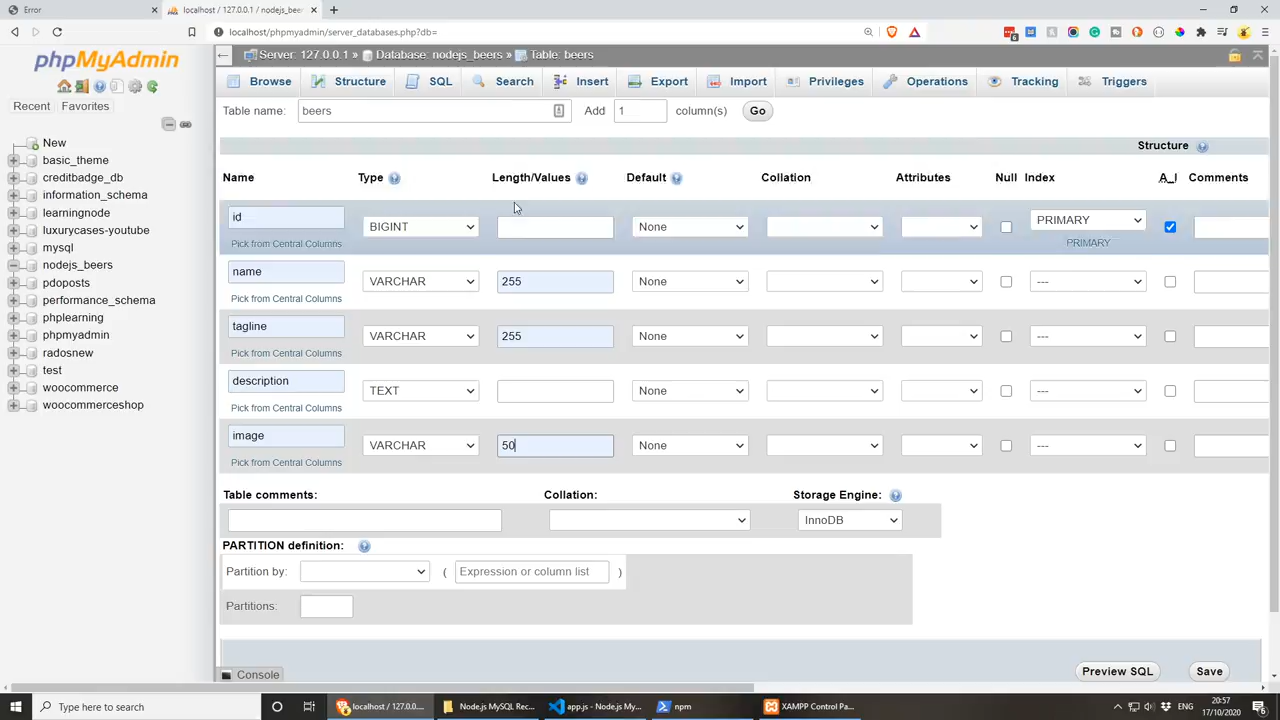 Error
localhost / 127.0.0.1 / nodejs_bee
localhost/phpmyadmin/server_databases.php?db=
phpMyAdmin
Recent
Favorites
New
basic_theme
creditbadge_db
information_schema
learningnode
luxurycases-youtube
mysql
nodejs_beers
pdoposts
performance_schema
phplearning
phpmyadmin
radosnew
test
woocommerce
woocommerceshop
Server: 127.0.0.1 » Database: nodejs_beers » Table: beers
Browse Structure SQL Search Insert Export Import Privileges Operations Tracking Triggers
Table name: beers Add 1 column(s) Go
Structure
Name Type Length/Values Default Collation Attributes Null Index A_I Comments
id BIGINT None PRIMARY
Pick from Central Columns PRIMARY
name VARCHAR 255 None ---
Pick from Central Columns
tagline VARCHAR 255 None ---
Pick from Central Columns
description TEXT None ---
Pick from Central Columns
image VARCHAR 50 None ---
Pick from Central Columns
Table comments: Collation: Storage Engine:
InnoDB
PARTITION definition:
Partition by: ( Expression or column list )
Partitions:
Console
Preview SQL Save
Type here to search
localhost / 127.0.0....
Node.js MySQL Rec...
app.js - Node.js My...
npm
XAMPP Control Pa...
ENG
20:57
17/10/2020
6